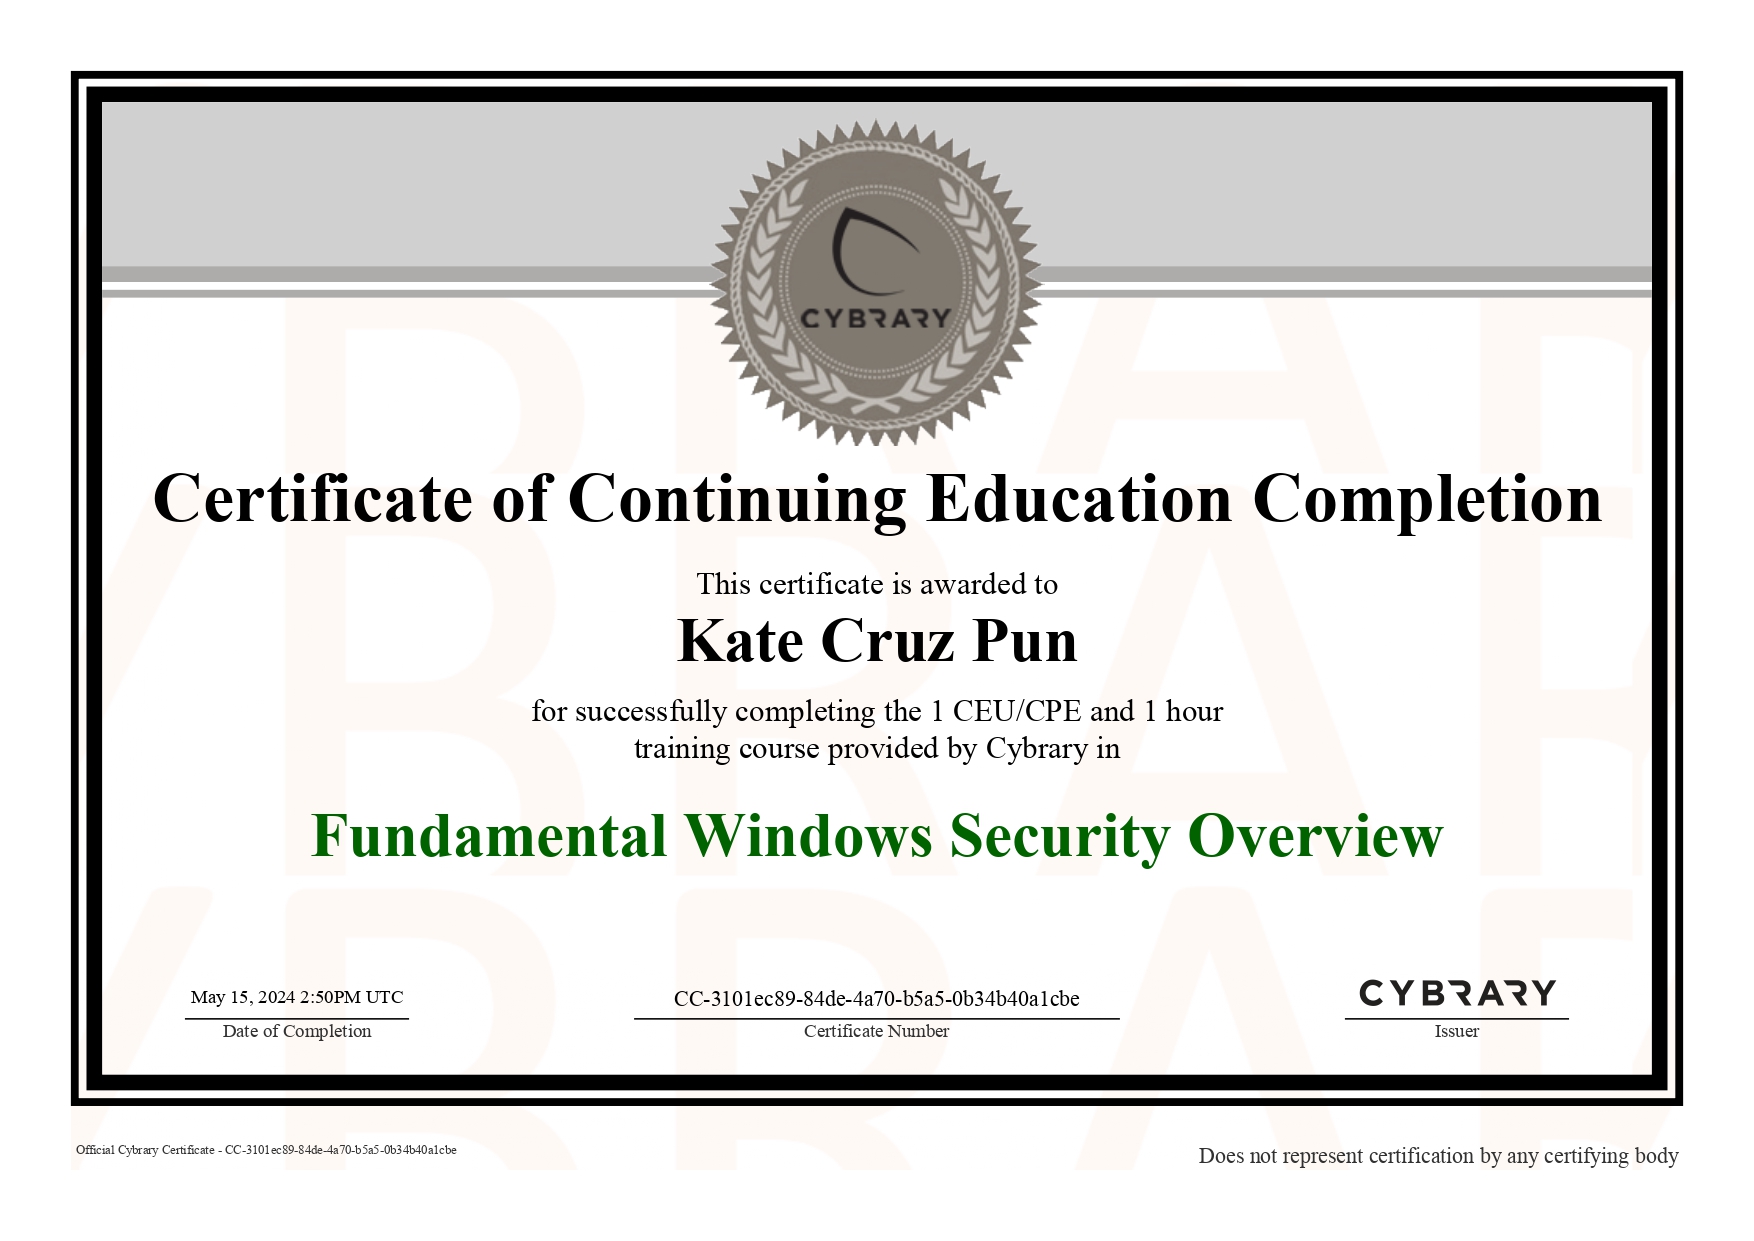 CYBRARY
Certificate of Continuing Education Completion
This certificate is awarded to
Kate Cruz Pun
for successfully completing the 1 CEU/CPE and 1 hour
training course provided by Cybrary in
Fundamental Windows Security Overview
May 15, 2024 2:50PM UTC
Date of Completion
CC-3101ec89-84de-4a70-b5a5-0b34b40a1cbe
Certificate Number
CYBRARY
Issuer
Official Cybrary Certificate - CC-3101ec89-84de-4a70-b5a5-0b34b40a1cbe
Does not represent certification by any certifying body